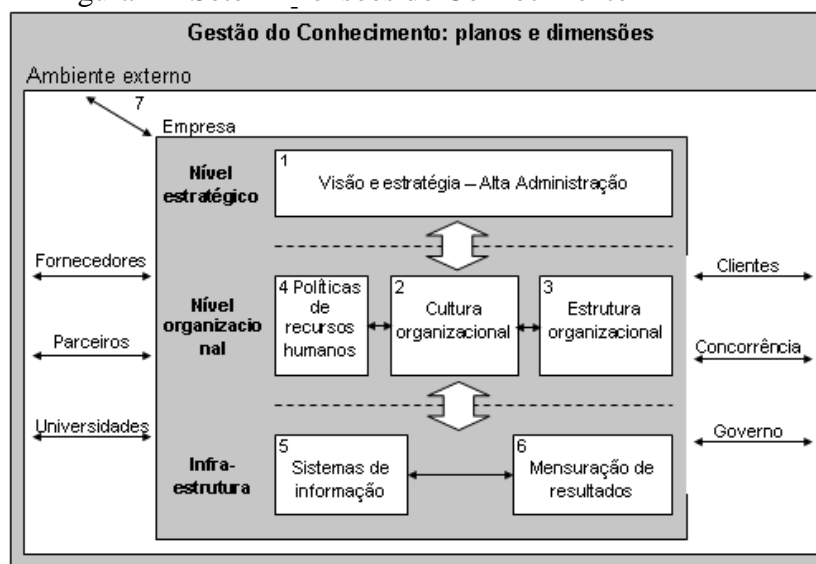 Gestão do Conhecimento: planos e dimensões
Ambiente externo
7
Empresa
Nível
estratégico
1
Visão e estratégia – Alta Administração
Fornecedores
Parceiros
Universidades
Nível
organizacio
nal
4 Políticas
de
recursos
humanos
2
Cultura
organizacional
3
Estrutura
organizacional
Clientes
Concorrência
Governo
Infra-
estrutura
5
Sistemas de
informação
6
Mensuração de
resultados